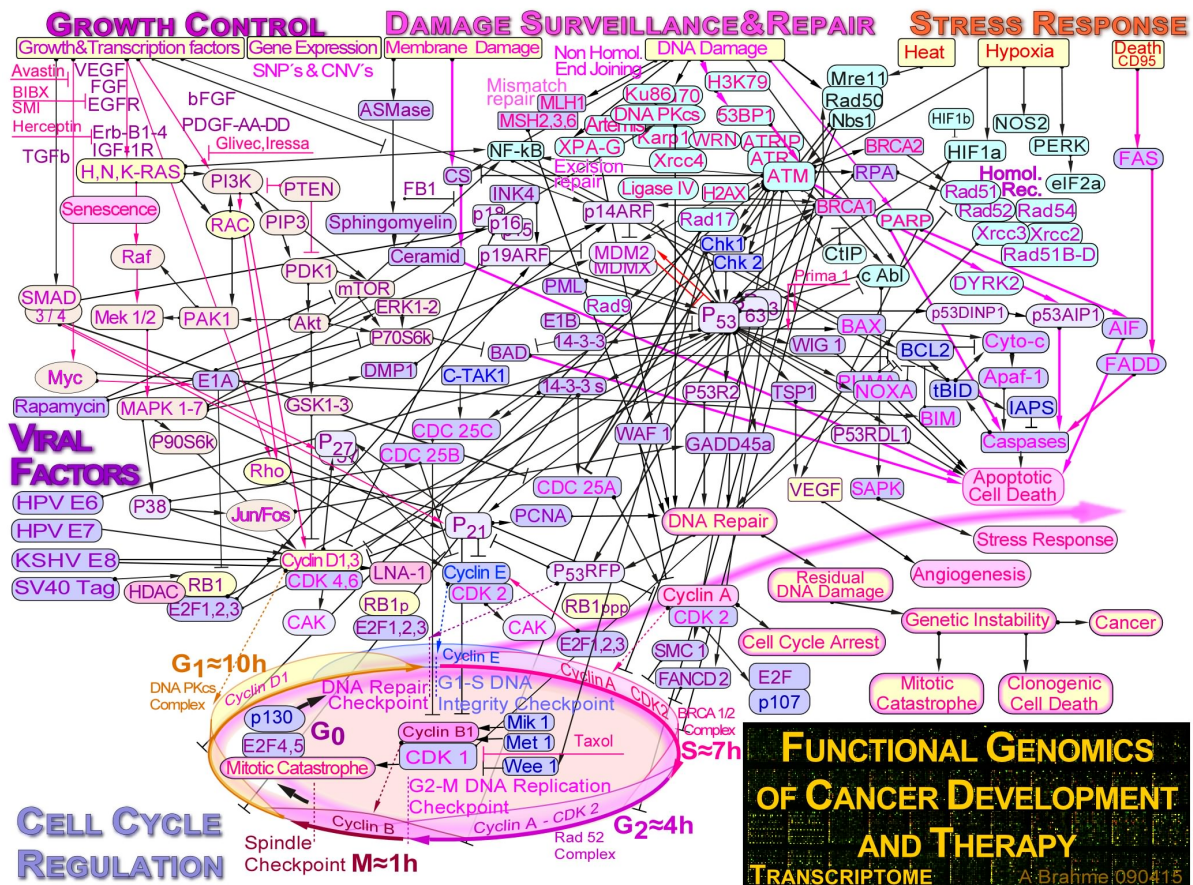 GROWTH CONTROL
DAMAGE SURVEILLANCE&REPAIR
STRESS RESPONSE
Growth&Transcription factors
Gene Expression
Membrane Damage
DNA Damage
Heat
Hypoxia
Death
CD95
SNP´s & CNV´s
Non Homol.
End Joining
Avastin
BIBX
SMI
Herceptin
VEGF
FGF
EGFR
Erb-B1-4
IGF-1R
TGFb
bFGF
PDGF-AA-DD
Glivec,Iressa
ASMase
Mismatch
repair
MLH1
MSH2,3,6
Ku86
70
DNA PKcs
Artemis
XPA-G
Karp1
WRN
Xrcc4
Excision
repair
Ligase IV
H3K79
53BP1
ATRIP
ATR
ATM
H2AX
Mre11
Rad50
Nbs1
BRCA2
RPA
BRCA1
HIF1b
HIF1a
NOS2
PERK
eIF2a
FAS
Homol.
Rec.
Rad51
Rad52
Rad54
Xrcc3
Xrcc2
Rad51B-D
PARP
H,N,K-RAS
Senescence
Raf
PI3K
PTEN
RAC
PIP3
PDK1
mTOR
ERK1-2
Akt
P70S6k
NF-kB
CS
FB1
Sphingomyelin
Ceramid
INK4
p18
p16
p15
p19ARF
p14ARF
MDM2
MDMX
Rad17
Chk1
Chk 2
CtIP
c Abl
Prima 1
DYRK2
SMAD
3 / 4
Mek 1/2
PAK1
PML
Rad9
E1B
14-3-3
BAD
P53
63
WIG 1
BAX
p53DINP1
p53AIP1
AIF
BCL2
Cyto-c
FADD
Myc
E1A
DMP1
C-TAK1
14-3-3 s
P53R2
TSP1
PUMA
NOXA
tBID
Apaf-1
IAPS
BIM
Rapamycin
MAPK 1-7
GSK1-3
CDC 25C
CDC 25B
WAF 1
GADD45a
P53RDL1
Caspases
VIRAL
FACTORS
P90S6k
P27
Rho
CDC 25A
VEGF
SAPK
Apoptotic
Cell Death
HPV E6
HPV E7
KSHV E8
SV40 Tag
P38
Jun/Fos
P21
PCNA
DNA Repair
Stress Response
Angiogenesis
HDAC
RB1
E2F1,2,3
Cyclin D1,3
CDK 4,6
LNA-1
CAK
RB1p
E2F1,2,3
Cyclin E
CDK 2
CAK
P53RFP
RB1ppp
E2F1,2,3
Cyclin A
CDK 2
Residual
DNA Damage
Genetic Instability
Cancer
Cell Cycle Arrest
SMC 1
FANCD2
E2F
p107
Mitotic
Catastrophe
Clonogenic
Cell Death
G1≈10h
DNA PKcs
Complex
Cyclin D1
Cyclin E
Cyclin A
CDK2
DNA Repair
Checkpoint
G1-S DNA
Integrity Checkpoint
BRCA 1/2
Complex
p130
E2F4,5
G0
Mitotic Catastrophe
Cyclin B1
CDK 1
Mik 1
Met 1
Wee 1
Taxol
S≈7h
G2-M DNA Replication
Checkpoint
Cyclin B
Cyclin A - CDK 2
G2≈4h
Rad 52
Complex
Spindle
Checkpoint
M≈1h
CELL CYCLE
REGULATION
FUNCTIONAL GENOMICS
OF CANCER DEVELOPMENT
AND THERAPY
TRANSCRIPTOME
A Brahme 090415